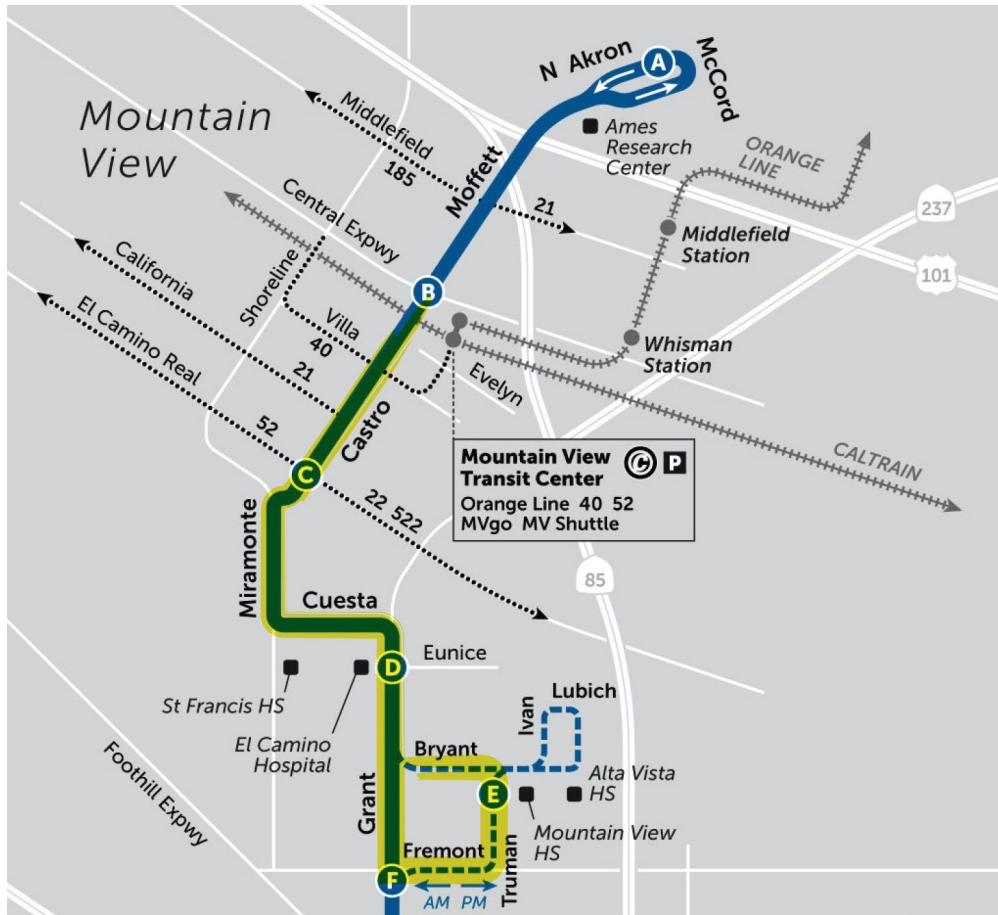 N Akron
A
McCord
Mountain
View
Middlefield
185
21
Moffett
Ames
Research
Center
ORANGE
LINE
237
101
Central Expwy
Middlefield
Station
California
Shoreline
B
El Camino Real
Villa
40
21
Whisman
Station
Evelyn
52
Castro
C
Mountain View
Transit Center
C P
Orange Line 40 52
MVgo MV Shuttle
CALTRAIN
22 522
85
Miramonte
Cuesta
D
Eunice
St Francis HS
El Camino
Hospital
Ivan
Lubich
Bryant
Foothill Expwy
Grant
E
Alta Vista
HS
Mountain View
HS
Fremont
Truman
F
AM PM